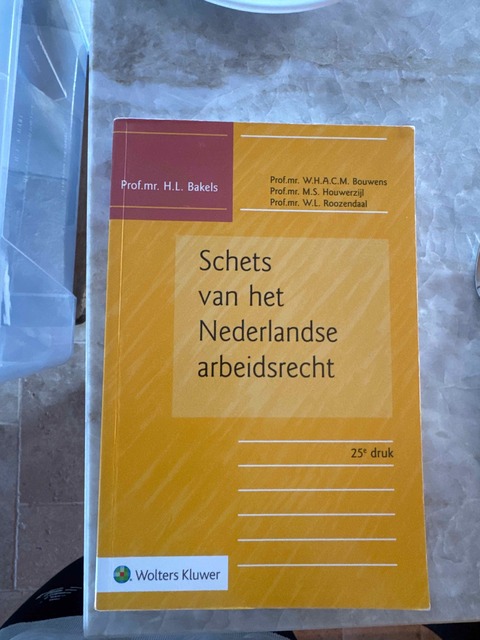 Prof.mr. H.L. Bakels
Prof.mr. W.H.A.C.M. Bouwens
Prof.mr. M.S. Houwerzijl
Prof.mr. W.L. Roozendaal
Schets
van het
Nederlandse
arbeidsrecht
25e druk
Wolters Kluwer